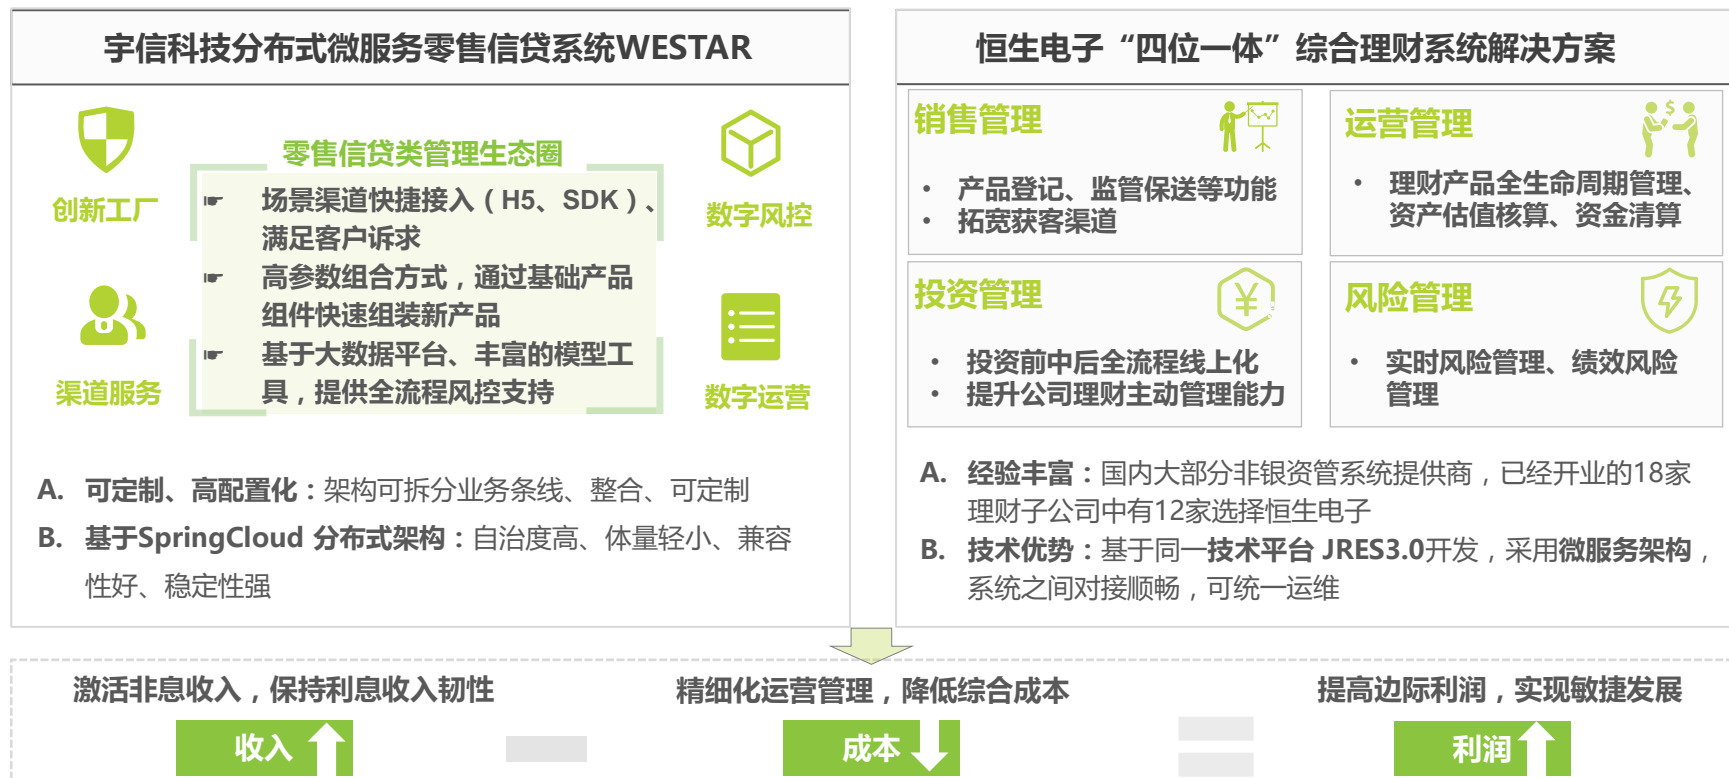 宇信科技分布式微服务零售信贷系统WESTAR
创新工厂
渠道服务
零售信贷类管理生态圈
场景渠道快捷接入（H5、SDK）、
满足客户诉求
高参数组合方式，通过基础产品
组件快速组装新产品
基于大数据平台、丰富的模型工
具，提供全流程风控支持
数字风控
数字运营
A. 可定制、高配置化：架构可拆分业务条线、整合、可定制
B. 基于SpringCloud 分布式架构：自治度高、体量轻小、兼容
性好、稳定性强
恒生电子“四位一体”综合理财系统解决方案
销售管理
• 产品登记、监管保送等功能
• 拓宽获客渠道
运营管理
• 理财产品全生命周期管理、
资产估值核算、资金清算
投资管理
• 投资前中后全流程线上化
• 提升公司理财主动管理能力
风险管理
• 实时风险管理、绩效风险
管理
A. 经验丰富：国内大部分非银资管系统提供商，已经开业的18家
理财子公司中有12家选择恒生电子
B. 技术优势：基于同一技术平台 JRES3.0开发，采用微服务架构，
系统之间对接顺畅，可统一运维
激活非息收入，保持利息收入韧性
收入
精细化运营管理，降低综合成本
成本
提高边际利润，实现敏捷发展
利润